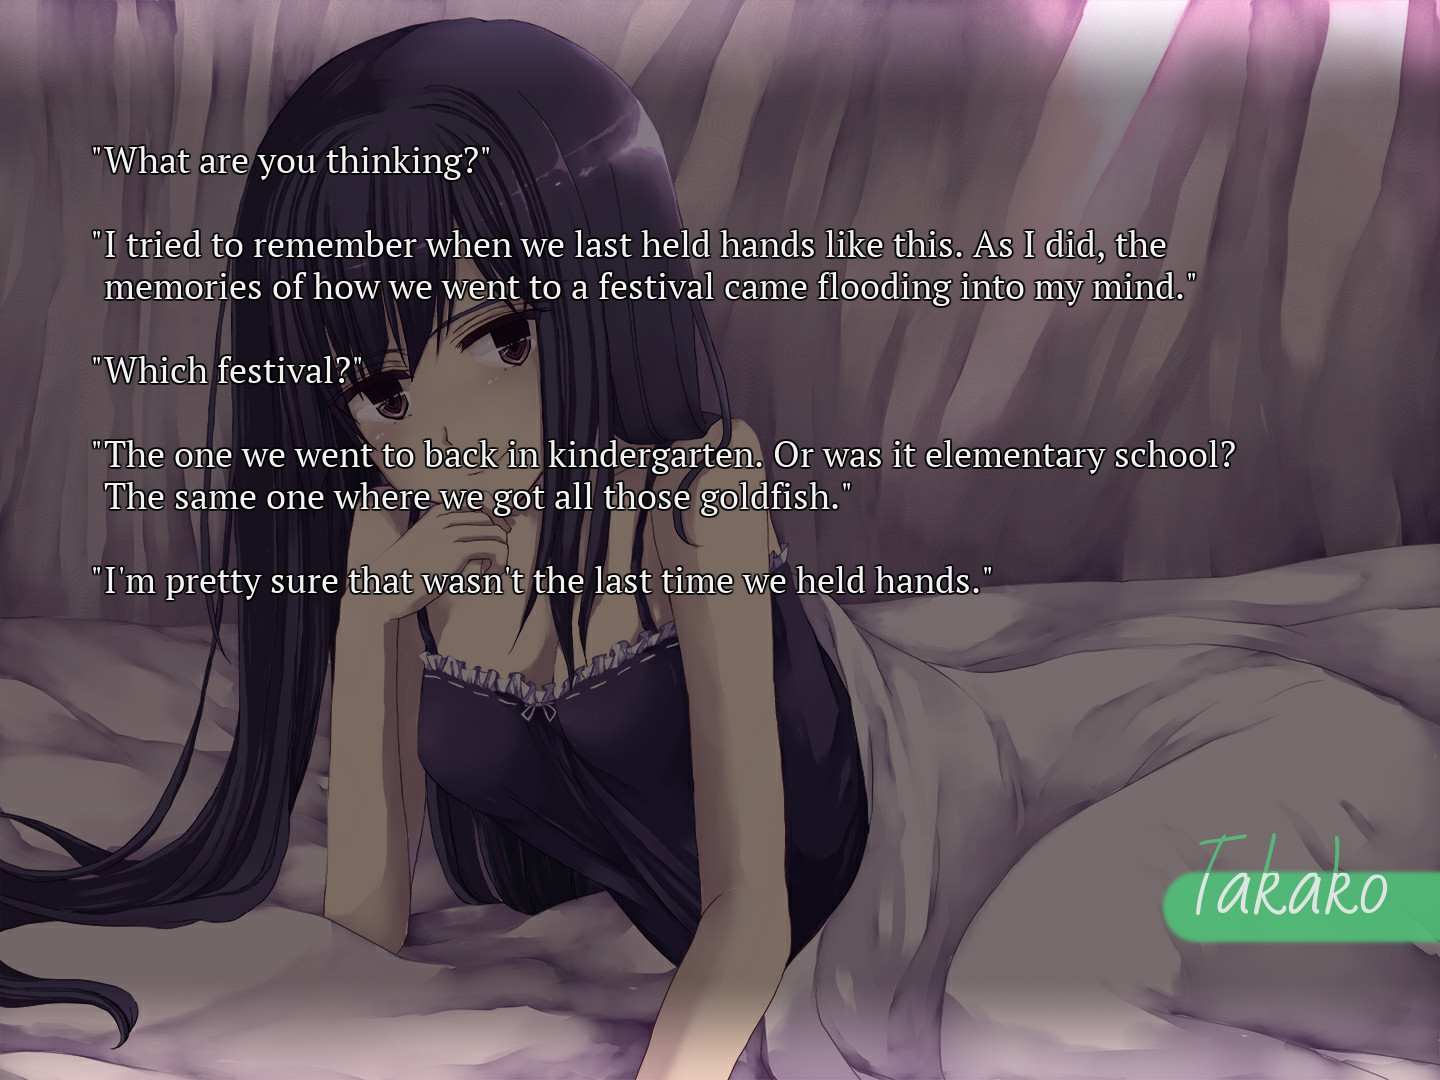 "What are you thinking?"
"I tried to remember when we last held hands like this. As I did, the
memories of how we went to a festival came flooding into my mind."
"Which festival?"
"The one we went to back in kindergarten. Or was it elementary school?
The same one where we got all those goldfish."
"I'm pretty sure that wasn't the last time we held hands."
Takako